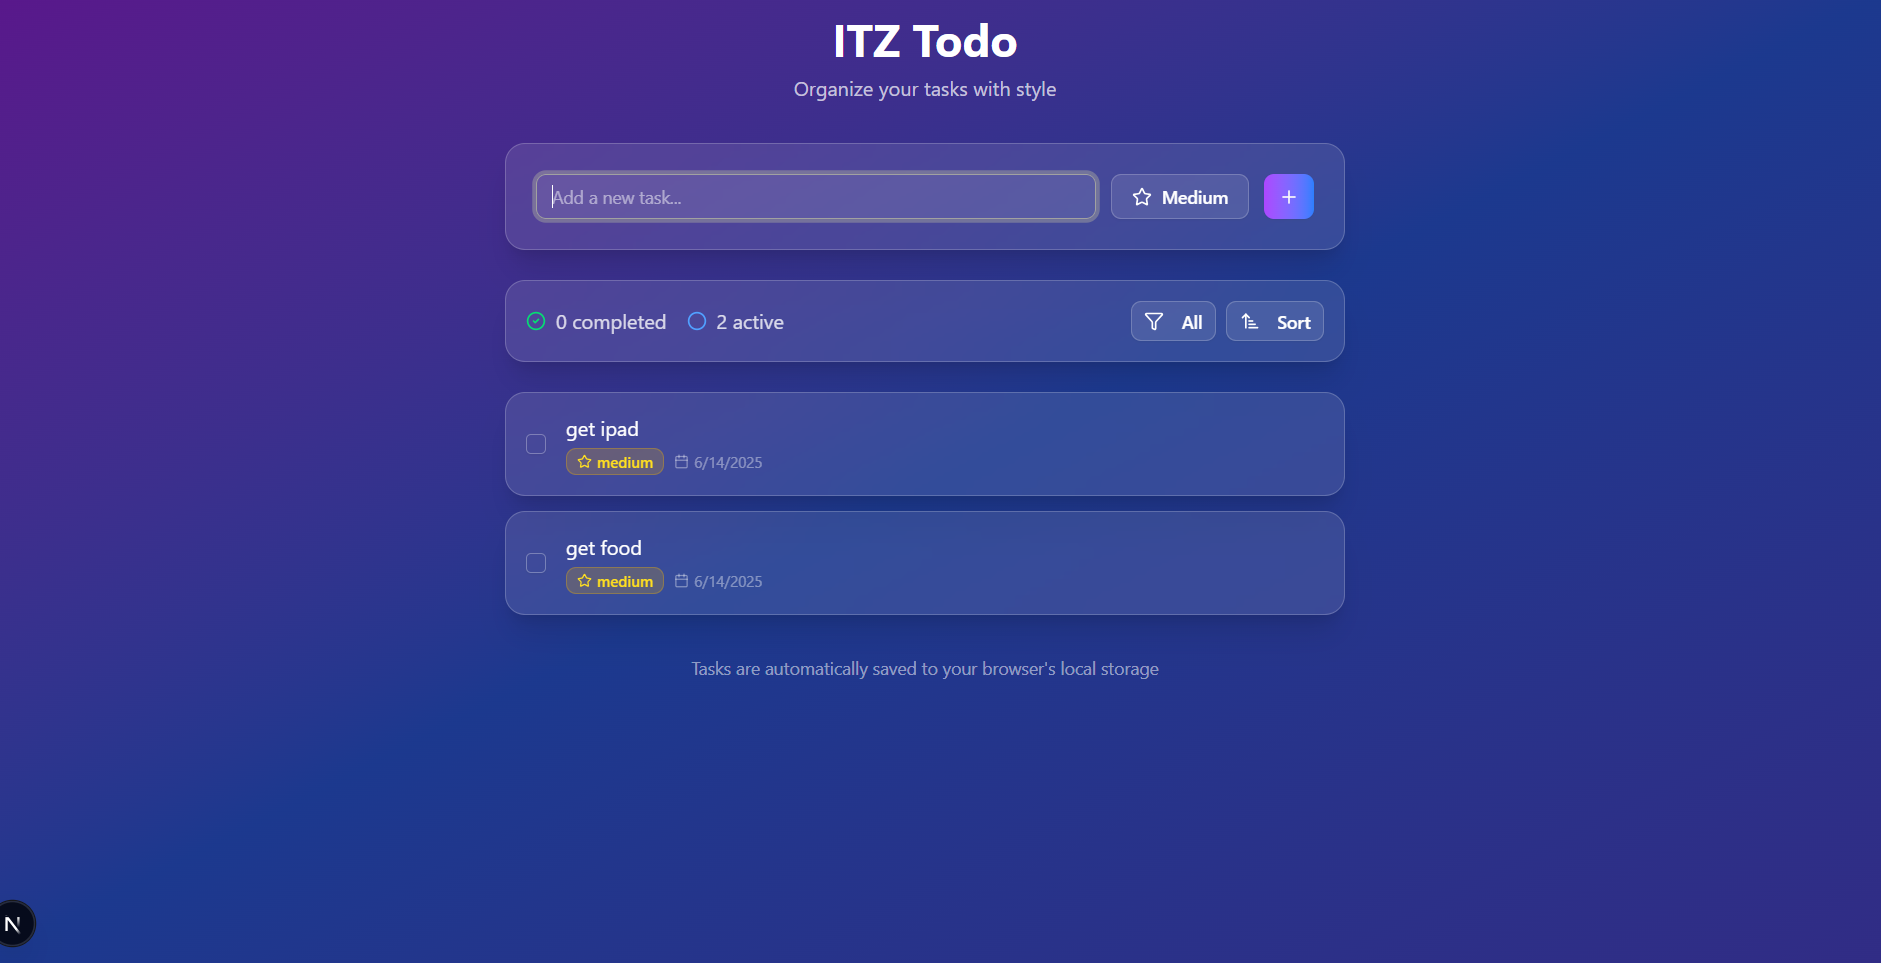 ITZ Todo
Organize your tasks with style
Add a new task...
Medium
0 completed
2 active
All
Sort
get ipad
medium
6/14/2025
get food
medium
6/14/2025
Tasks are automatically saved to your browser's local storage
N